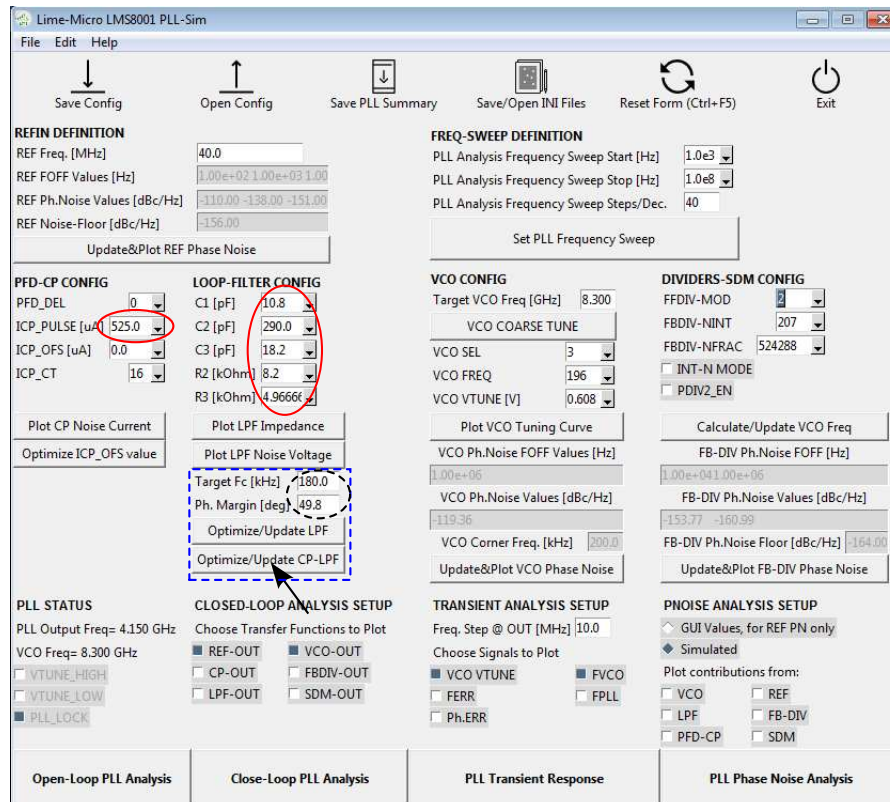 Lime-Micro LMS8001 PLL-Sim
File Edit Help
Save Config Open Config Save PLL Summary Save/Open INI Files Reset Form (Ctrl+F5) Exit
REFIN DEFINITION
REF Freq. [MHz] 40.0
REF FOFF Values [Hz] 1.00e+02 1.00e+03 1.00
REF Ph.Noise Values [dBc/Hz] -110.00 -138.00 -151.00
REF Noise-Floor [dBc/Hz] -156.00
Update&Plot REF Phase Noise
FREQ-SWEEP DEFINITION
PLL Analysis Frequency Sweep Start [Hz] 1.0e3
PLL Analysis Frequency Sweep Stop [Hz] 1.0e8
PLL Analysis Frequency Sweep Steps/Dec. 40
Set PLL Frequency Sweep
PFD-CP CONFIG
PFD_DEL 0
ICP_PULSE [uA] 525.0
ICP_OFS [uA] 0.0
ICP_CT 16
Plot CP Noise Current
Optimize ICP_OFS value
LOOP-FILTER CONFIG
C1 [pF] 10.8
C2 [pF] 290.0
C3 [pF] 18.2
R2 [kOhm] 8.2
R3 [kOhm] 4.96666
Plot LPF Impedance
Plot LPF Noise Voltage
Target Fc [kHz] 180.0
Ph. Margin [deg] 49.8
Optimize/Update LPF
Optimize/Update CP-LPF
VCO CONFIG
Target VCO Freq [GHz] 8.300
VCO COARSE TUNE
VCO SEL 3
VCO FREQ 196
VCO VTUNE [V] 0.608
Plot VCO Tuning Curve
VCO Ph.Noise FOFF Values [Hz]
1.00e+06
VCO Ph.Noise Values [dBc/Hz]
-119.36
VCO Corner Freq. [kHz] 200.0
Update&Plot VCO Phase Noise
DIVIDERS-SDM CONFIG
FFDIV-MOD 2
FBDIV-NINT 207
FBDIV-NFRAC 524288
INT-N MODE
PDIV2_EN
Calculate/Update VCO Freq
FB-DIV Ph.Noise FOFF [Hz]
1.00e+041.00e+06
FB-DIV Ph.Noise Values [dBc/Hz]
-153.77 -160.99
FB-DIV Ph.Noise Floor [dBc/Hz] -164.00
Update&Plot FB-DIV Phase Noise
PLL STATUS
PLL Output Freq= 4.150 GHz
VCO Freq= 8.300 GHz
VTUNE_HIGH
VTUNE_LOW
PLL_LOCK
CLOSED-LOOP ANALYSIS SETUP
Choose Transfer Functions to Plot
REF-OUT VCO-OUT
CP-OUT FBDIV-OUT
LPF-OUT SDM-OUT
TRANSIENT ANALYSIS SETUP
Freq. Step @ OUT [MHz] 10.0
Choose Signals to Plot
VCO VTUNE FVCO
FERR FPLL
Ph.ERR
PNOISE ANALYSIS SETUP
GUI Values, for REF PN only
Simulated
Plot contributions from:
VCO REF
LPF FB-DIV
PFD-CP SDM
Open-Loop PLL Analysis Close-Loop PLL Analysis PLL Transient Response PLL Phase Noise Analysis